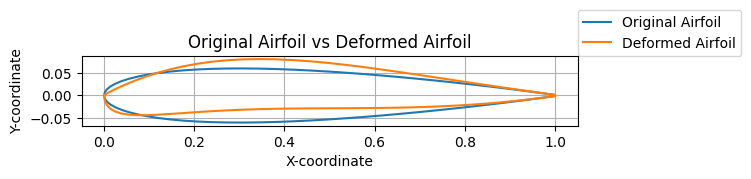 Original Airfoil vs Deformed Airfoil
Original Airfoil
Deformed Airfoil
Y-coordinate
0.05
0.00
−0.05
0.0 0.2 0.4 0.6 0.8 1.0
X-coordinate